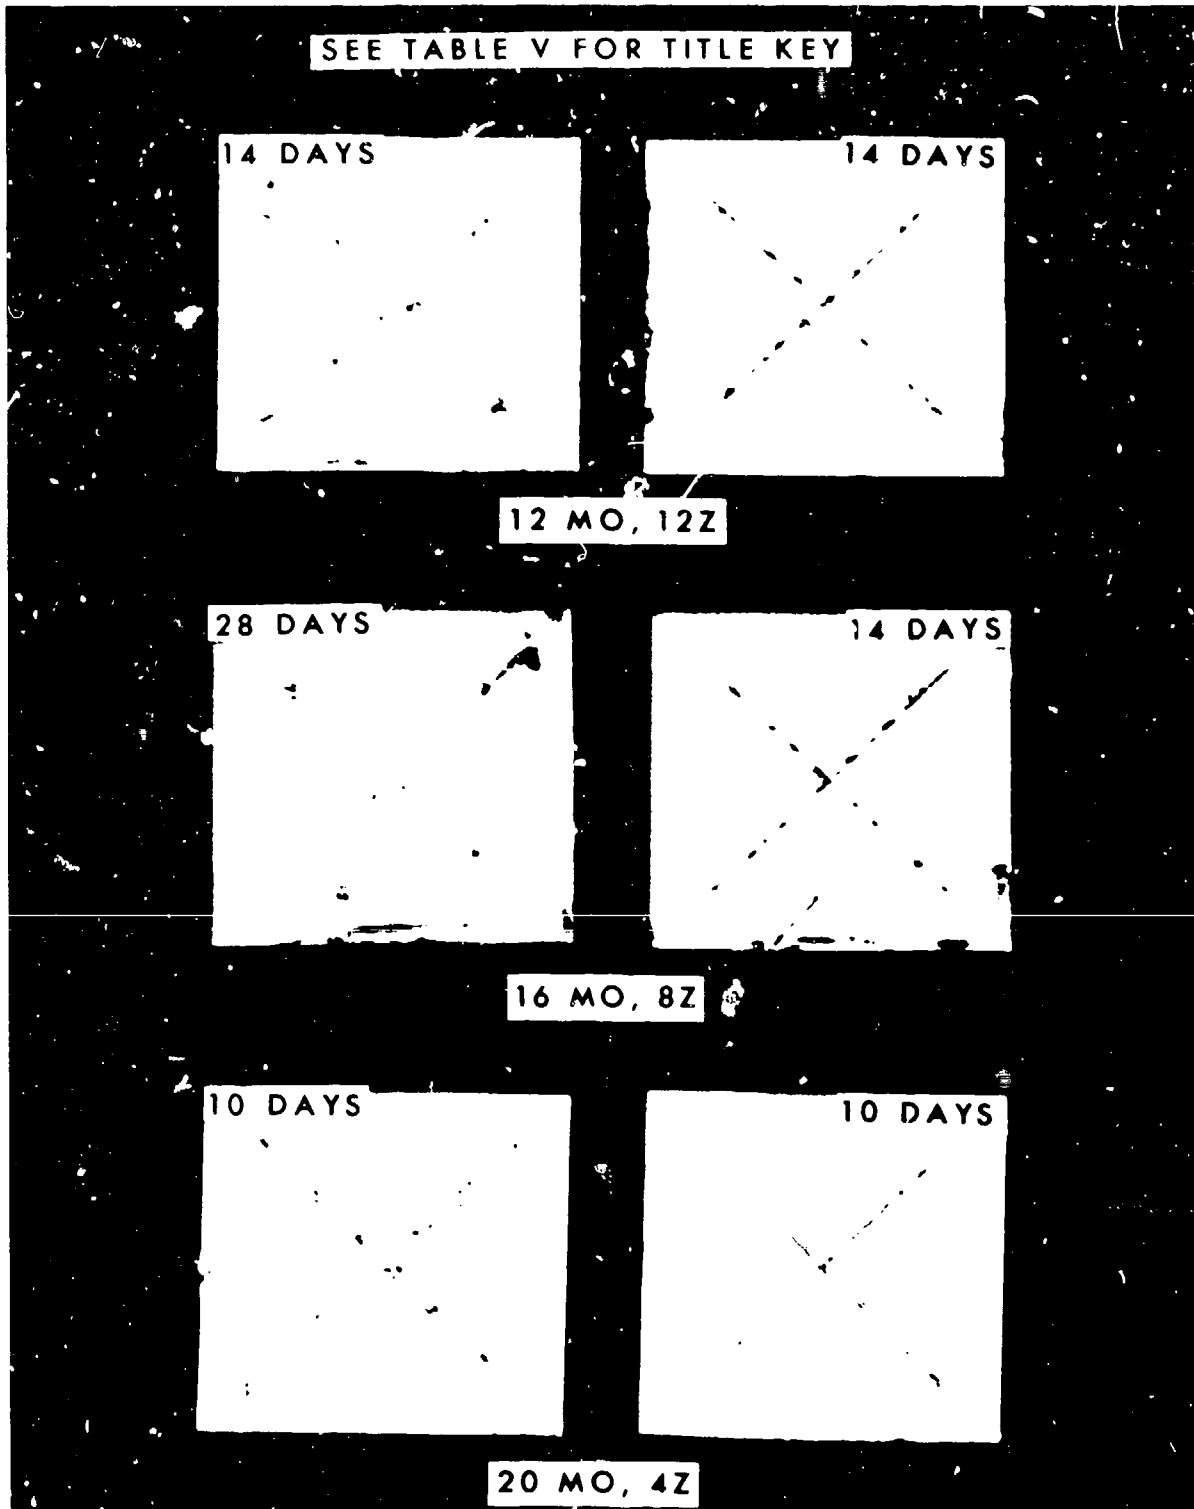 SEE TABLE V FOR TITLE KEY
14 DAYS
14 DAYS
12 MO, 12Z
28 DAYS
14 DAYS
16 MO, 8Z
10 DAYS
10 DAYS
20 MO, 4Z